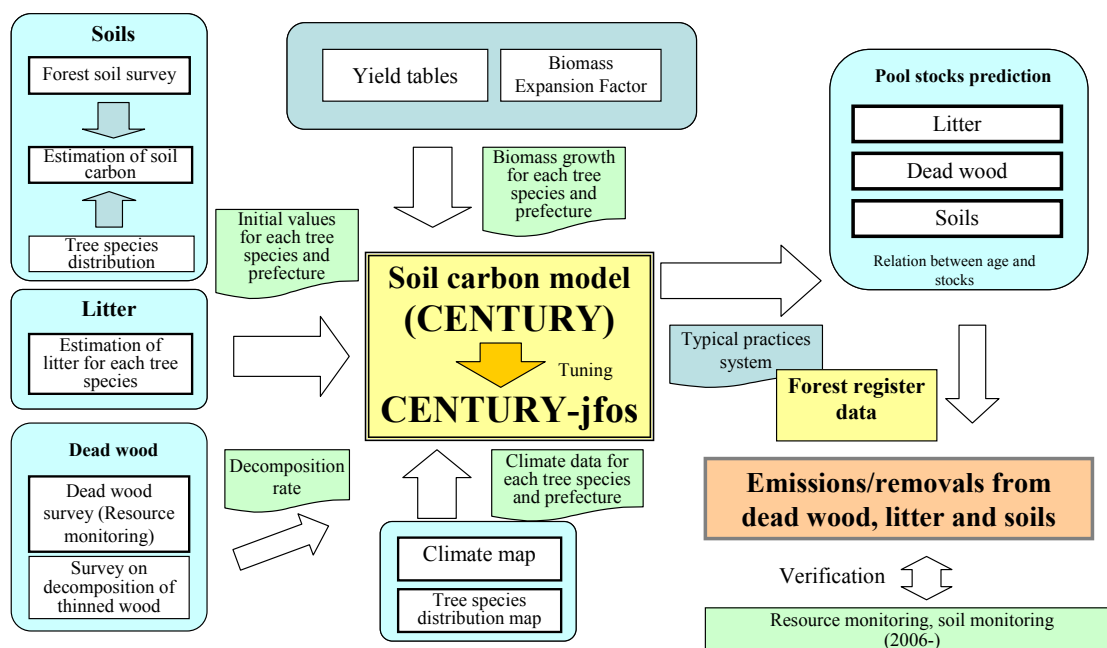 Soils
Forest soil survey
Estimation of soil
carbon
Tree species
distribution
Litter
Estimation of
litter for each tree
species
Dead wood
Dead wood
survey (Resource
monitoring)
Survey on
decomposition of
thinned wood
Yield tables
Biomass
Expansion Factor
Biomass growth
for each tree
species and
prefecture
Initial values
for each tree
species and
prefecture
Decomposition
rate
Soil carbon model
(CENTURY)
Tuning
CENTURY-jfos
Climate data for
each tree species
and prefecture
Climate map
Tree species
distribution map
Pool stocks prediction
Litter
Dead wood
Soils
Relation between age and
stocks
Typical practices
system
Forest register
data
Emissions/removals from
dead wood, litter and soils
Verification
Resource monitoring, soil monitoring
(2006-)